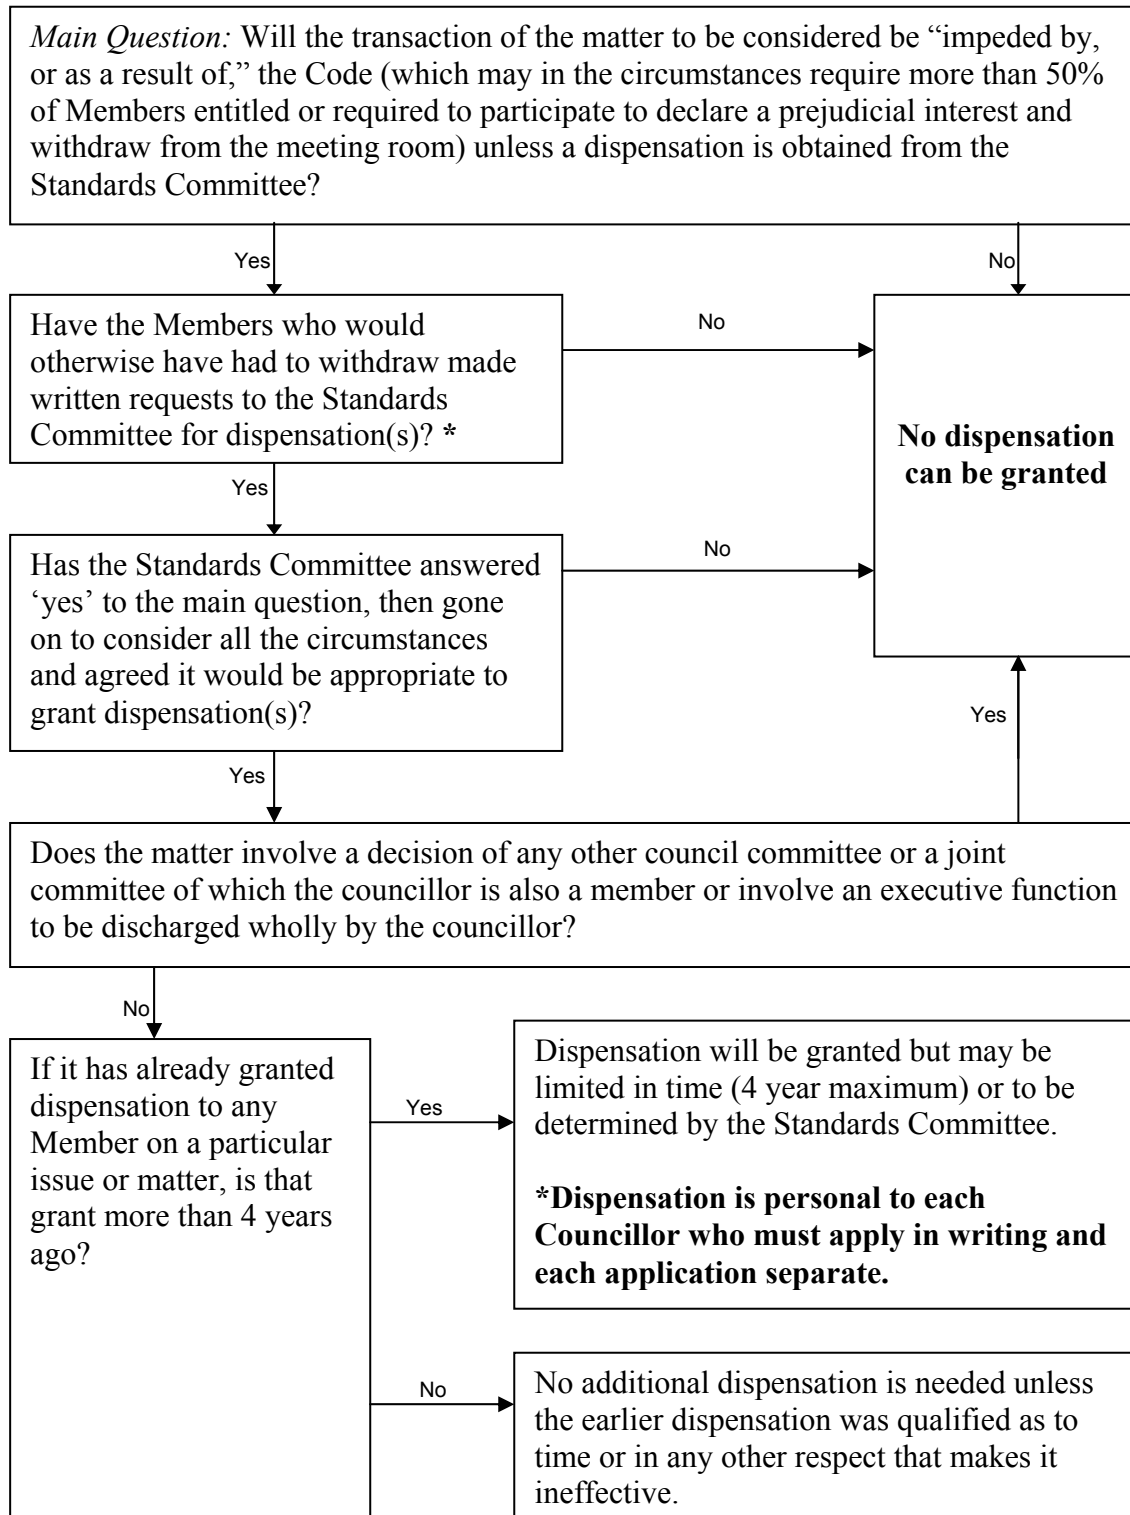 Main Question: Will the transaction of the matter to be considered be “impeded by,
or as a result of,” the Code (which may in the circumstances require more than 50%
of Members entitled or required to participate to declare a prejudicial interest and
withdraw from the meeting room) unless a dispensation is obtained from the
Standards Committee?
Yes
No
Have the Members who would
otherwise have had to withdraw made
written requests to the Standards
Committee for dispensation(s)? *
No
No dispensation
can be granted
Yes
Has the Standards Committee answered
‘yes’ to the main question, then gone
on to consider all the circumstances
and agreed it would be appropriate to
grant dispensation(s)?
No
Yes
Yes
Does the matter involve a decision of any other council committee or a joint
committee of which the councillor is also a member or involve an executive function
to be discharged wholly by the councillor?
No
If it has already granted
dispensation to any
Member on a particular
issue or matter, is that
grant more than 4 years
ago?
Yes
Dispensation will be granted but may be
limited in time (4 year maximum) or to be
determined by the Standards Committee.
*Dispensation is personal to each
Councillor who must apply in writing and
each application separate.
No
No additional dispensation is needed unless
the earlier dispensation was qualified as to
time or in any other respect that makes it
ineffective.